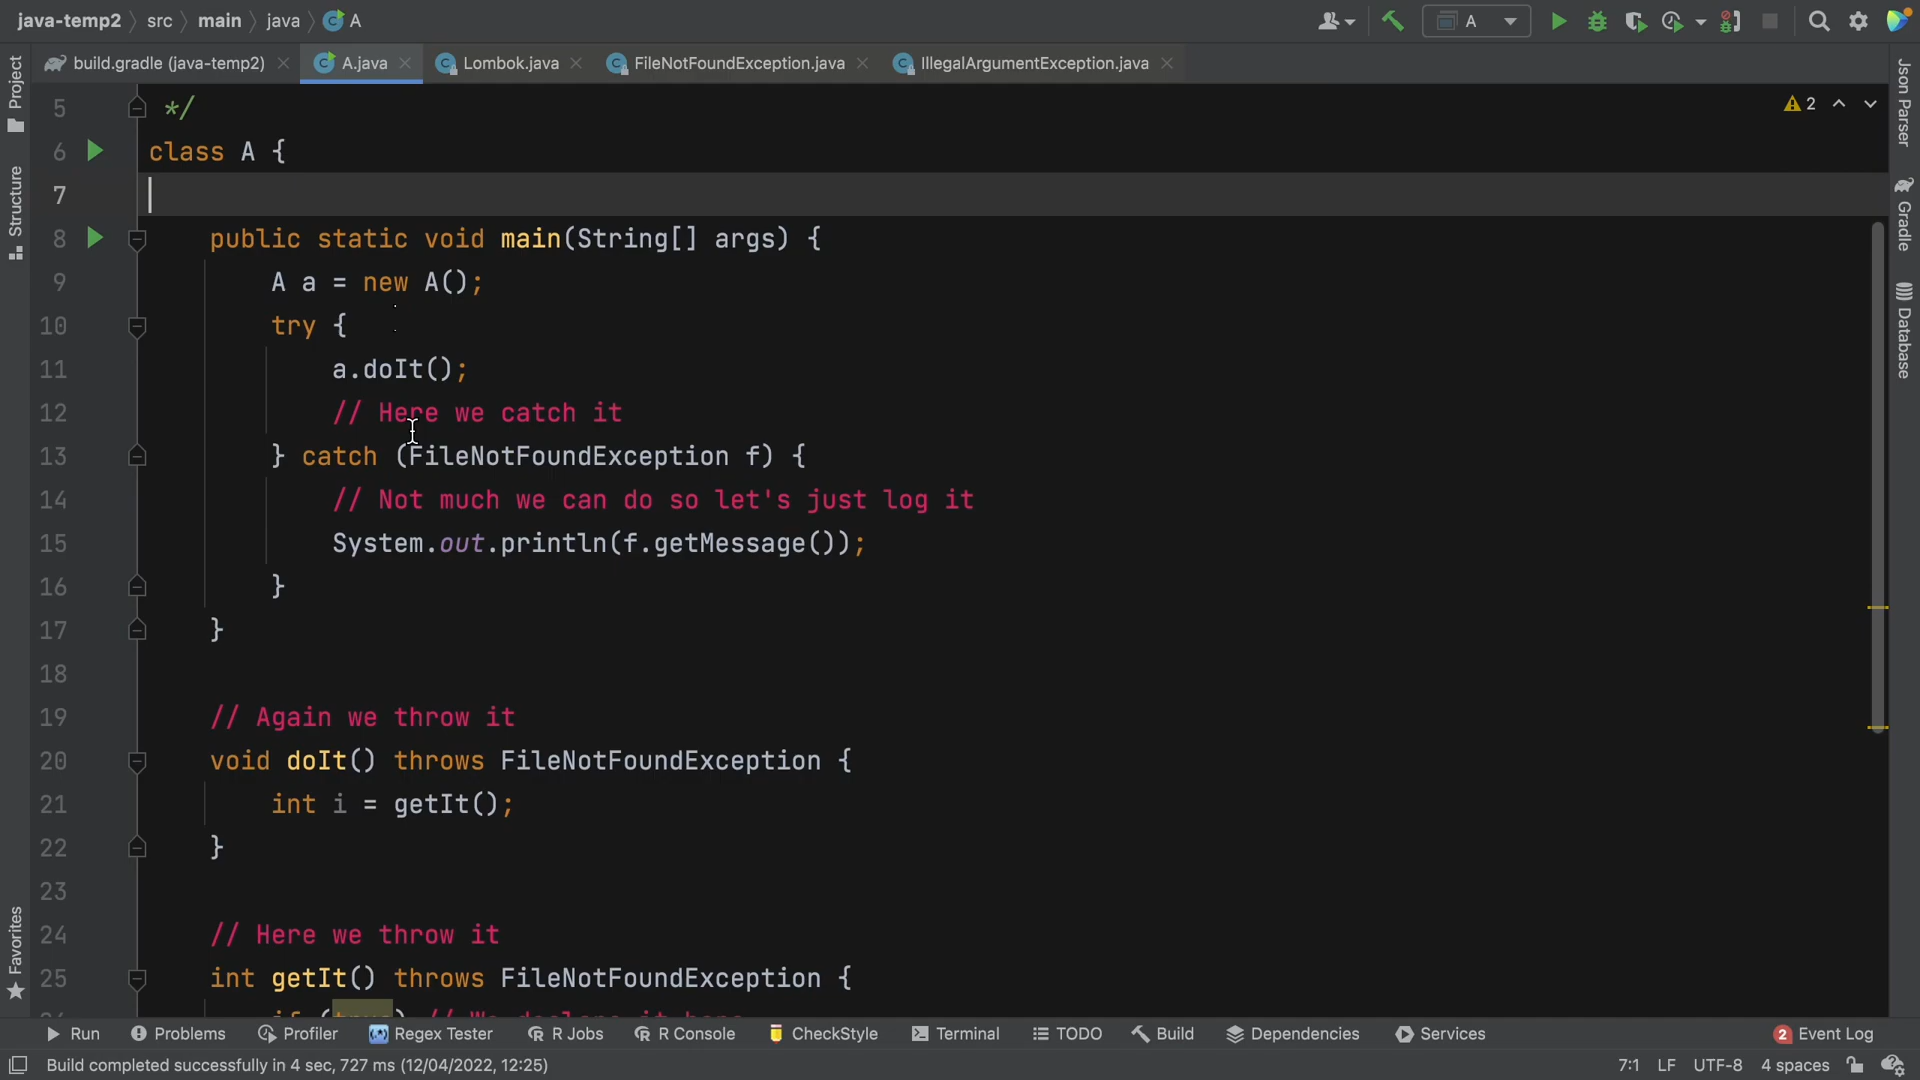 java-temp2 src main java A
A
build.gradle (java-temp2) A.java Lombok.java FileNotFoundException.java IllegalArgumentException.java
Project
Structure
Favorites
Json Parser
Gradle
Database
2
5 */
6 class A {
7
8 public static void main(String[] args) {
9 A a = new A();
10 try {
11 a.doIt();
12 // Here we catch it
13 } catch (FileNotFoundException f) {
14 // Not much we can do so let's just log it
15 System.out.println(f.getMessage());
16 }
17 }
18
19 // Again we throw it
20 void doIt() throws FileNotFoundException {
21 int i = getIt();
22 }
23
24 // Here we throw it
25 int getIt() throws FileNotFoundException {
Run Problems Profiler Regex Tester R Jobs R Console CheckStyle Terminal TODO Build Dependencies Services 2 Event Log
Build completed successfully in 4 sec, 727 ms (12/04/2022, 12:25) 7:1 LF UTF-8 4 spaces